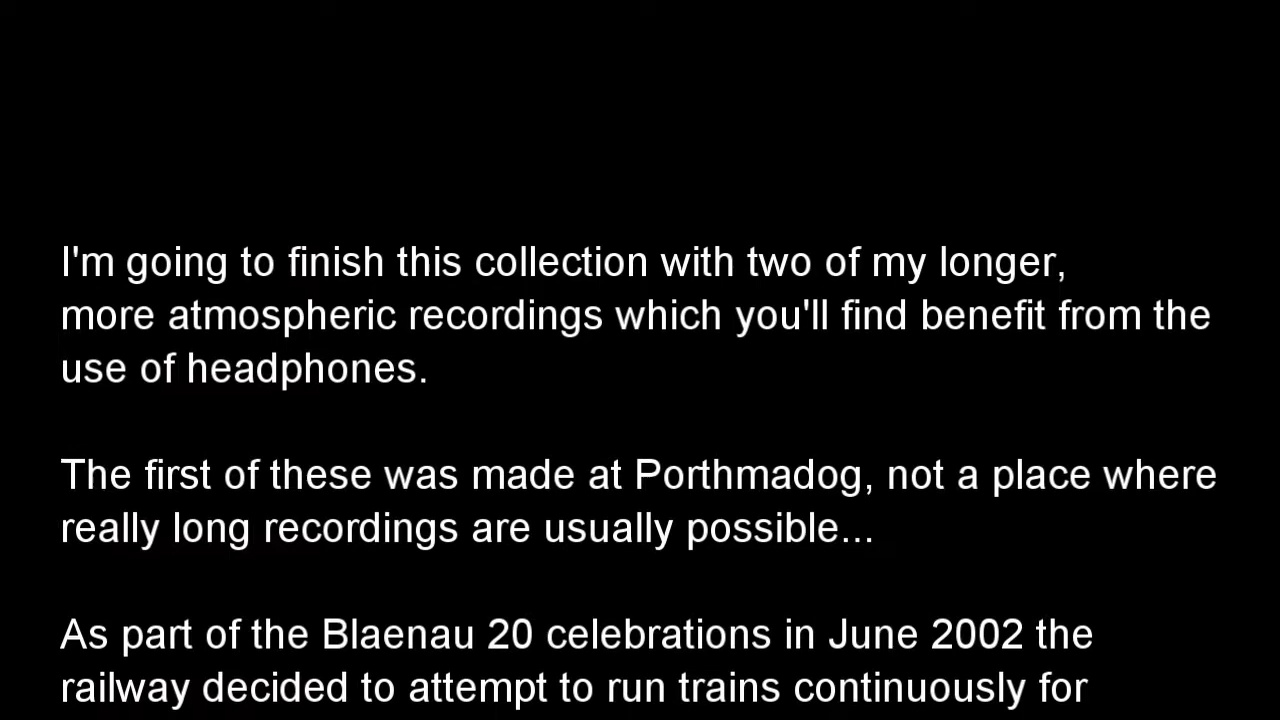 I'm going to finish this collection with two of my longer,
more atmospheric recordings which you'll find benefit from the
use of headphones.
The first of these was made at Porthmadog, not a place where
really long recordings are usually possible...
As part of the Blaenau 20 celebrations in June 2002 the
railway decided to attempt to run trains continuously for